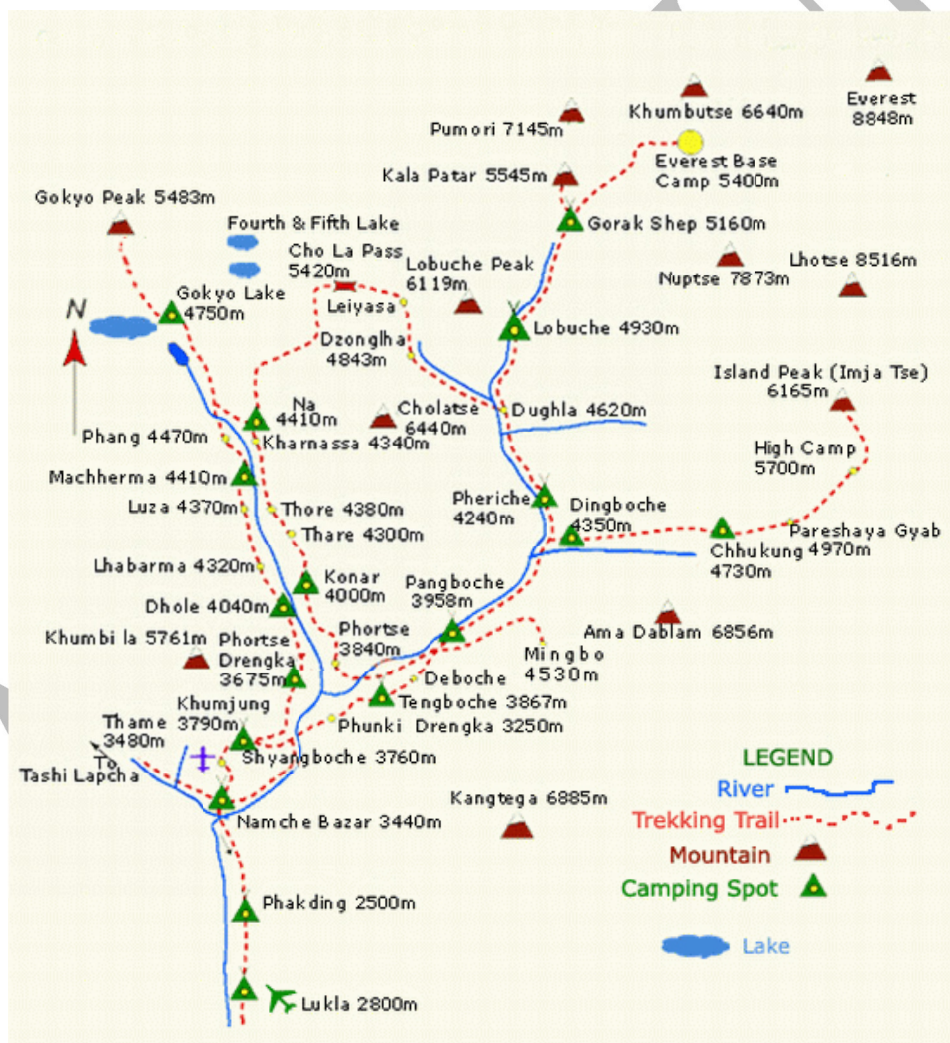 Khumbutse 6640m
Everest
8848m
Pumori 7145m
Everest Base
Camp 5400m
Kala Patar 5545m
Gokyo Peak 5483m
Gorak Shep 5160m
Fourth & Fifth Lake
Cho La Pass
5420m
Lobuche Peak
6119m
Nuptse 7873m
Lhotse 8516m
Gokyo Lake
4750m
N
Leiyasa
Lobuche 4930m
Dzonglha
4843m
Island Peak (Imja Tse)
6165m
Na
4410m
Cholatse
6440m
Dughla 4620m
Phang 4470m
Kharnassa 4340m
High Camp
5700m
Machherma 4410m
Pheriche
4240m
Dingboche
4350m
Luza 4370m
Thore 4380m
Thare 4300m
Pareshaya Gyab
4970m
Chhukung
4730m
Lhabarma 4320m
Konar
4000m
Pangboche
3958m
Dhole 4040m
Khumbi la 5761m
Phortse
Drengka
3675m
Phortse
3840m
Ama Dablam 6856m
Mingbo
4530m
Deboche
Tengboche 3867m
Khumjung
3790m
Phunki Drengka 3250m
Thame
3480m
To
Tashi Lapcha
Shyangboche 3760m
LEGEND
River
Kangtega 6885m
Namche Bazar 3440m
Trekking Trail
Mountain
Camping Spot
Phakding 2500m
Lake
Lukla 2800m